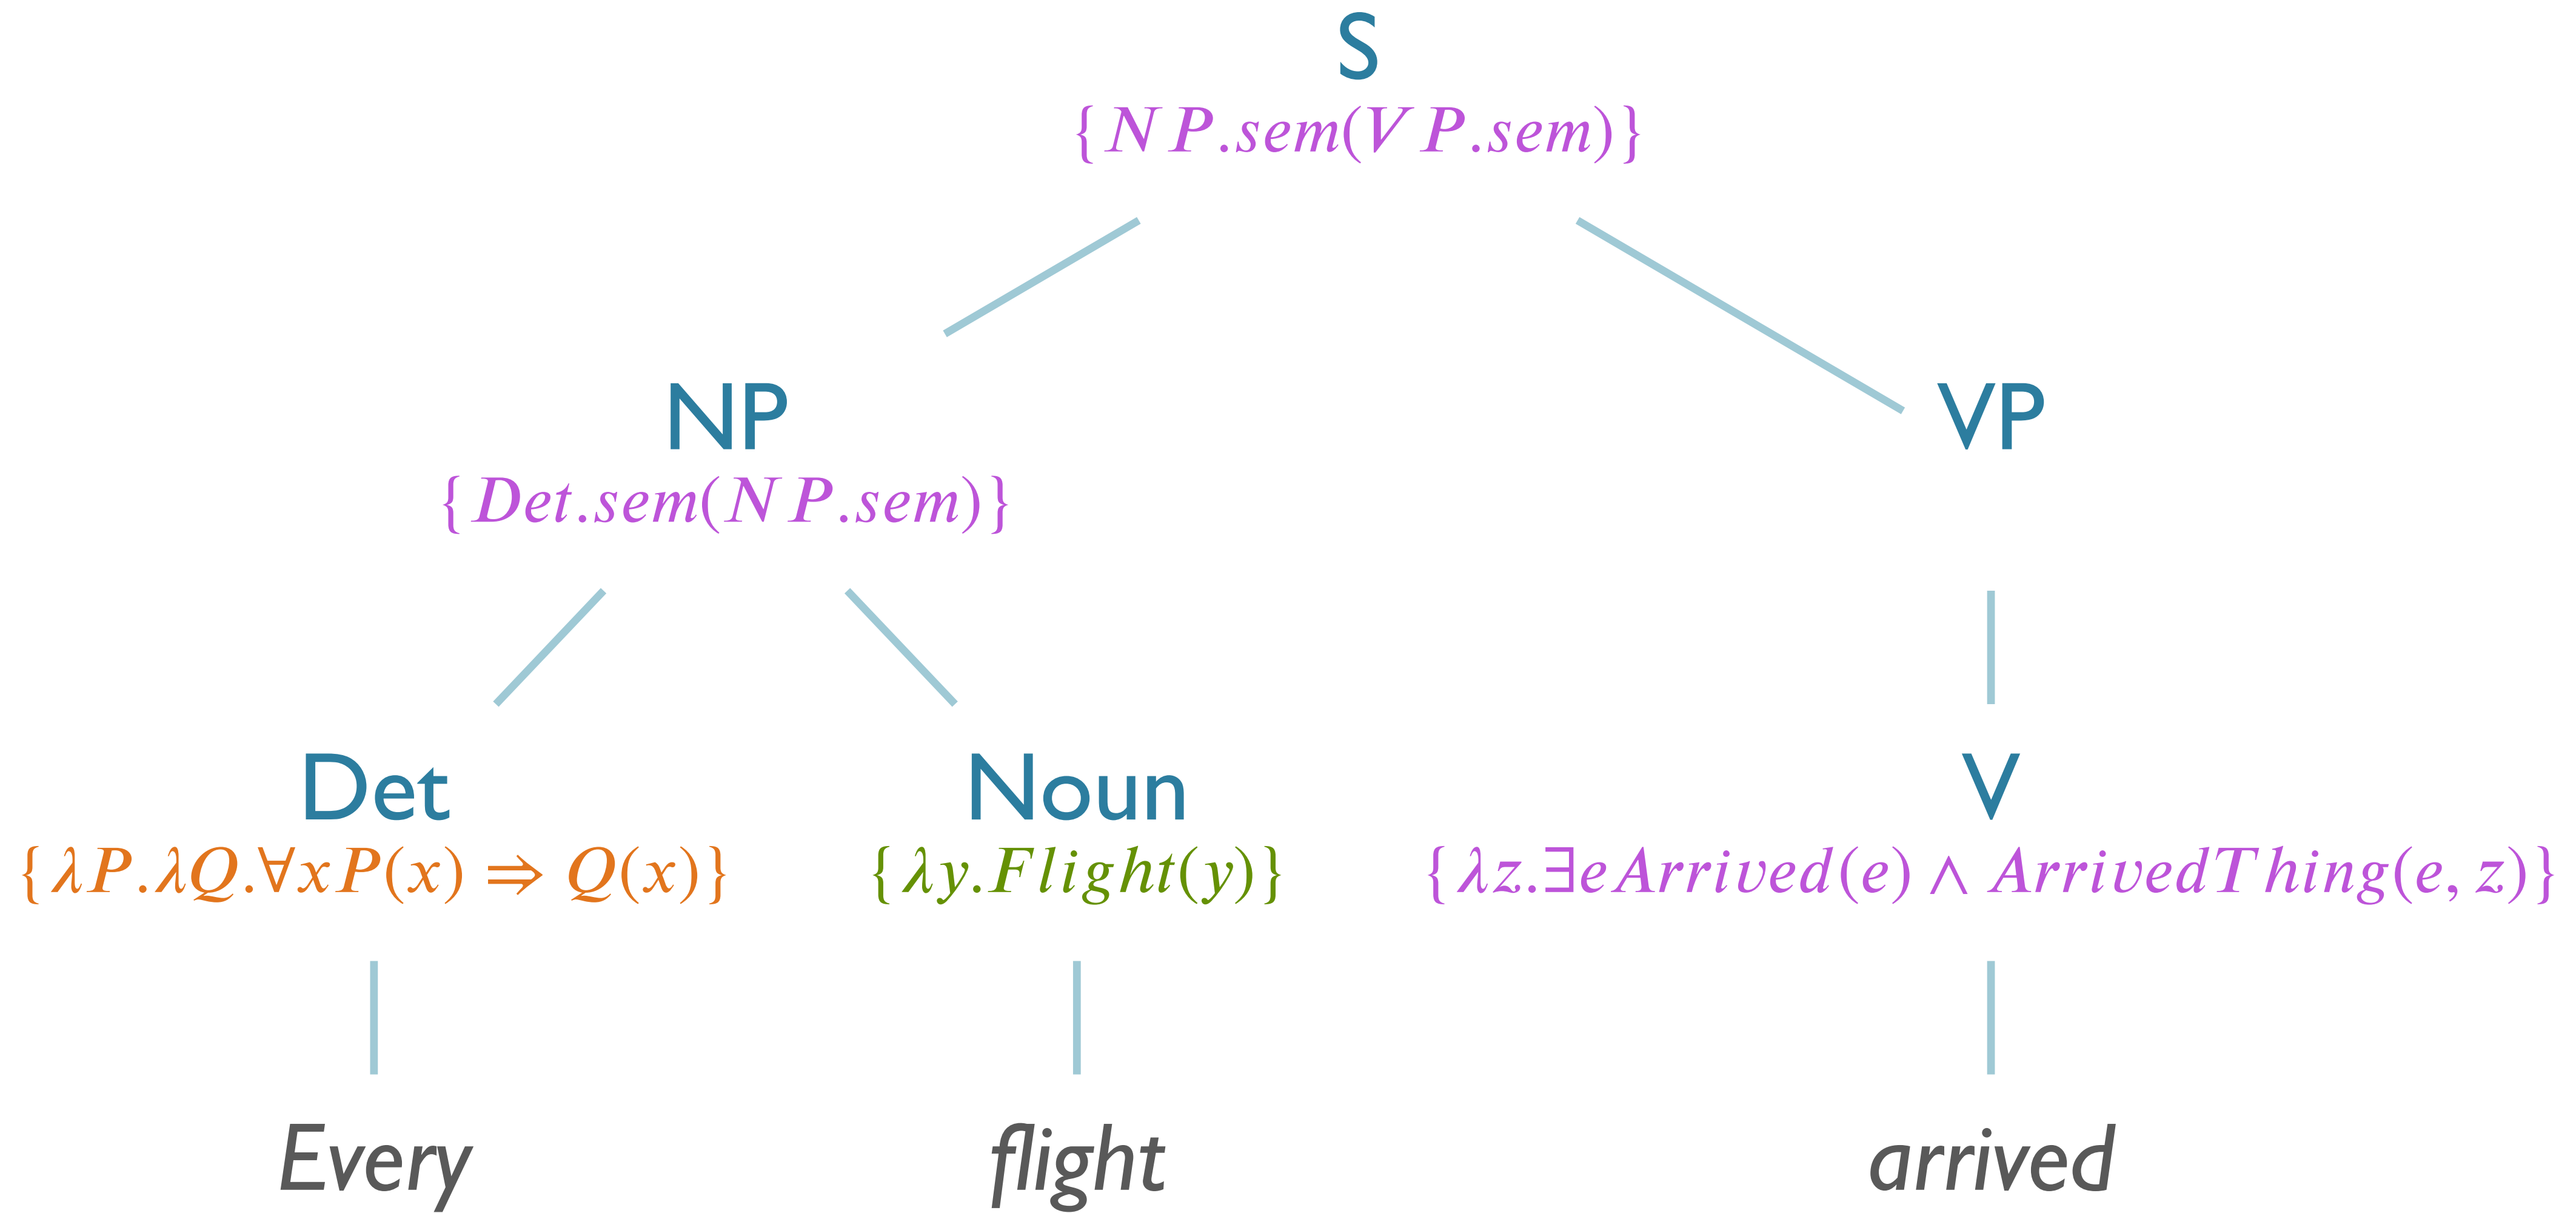 S
{NP.sem(VP.sem)}
NP
VP
{Det.sem(NP.sem)}
Det
Noun
V
{λP.λQ.∀xP(x) ⇒ Q(x)}
{λy.Flight(y)}
{λz.∃eArrived(e) ∧ ArrivedThing(e, z)}
Every
flight
arrived